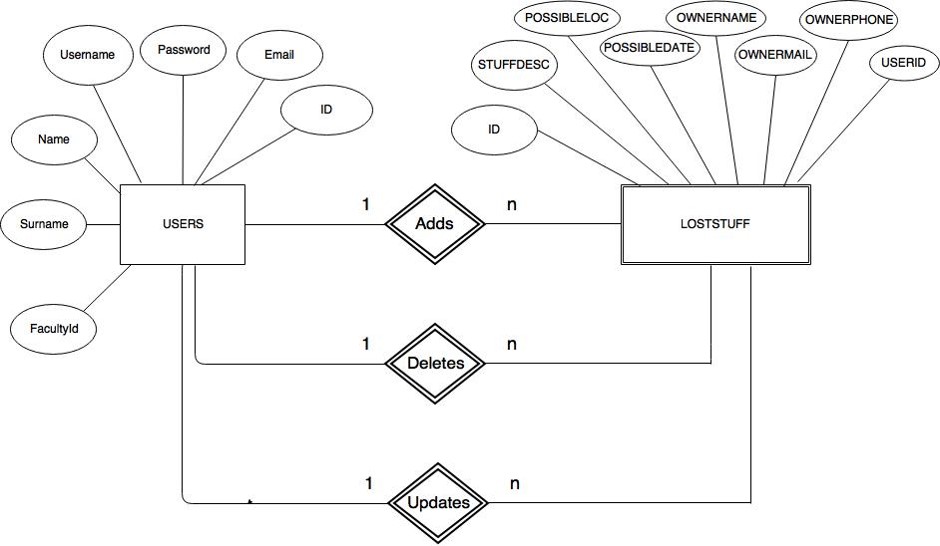 POSSIBLELOC
OWNERNAME
OWNERPHONE
Username
Password
Email
POSSIBLEDATE
OWNERMAIL
STUFFDESC
USERID
ID
ID
Name
1
n
Surname
USERS
Adds
LOSTSTUFF
FacultyId
1
n
Deletes
1
n
Updates